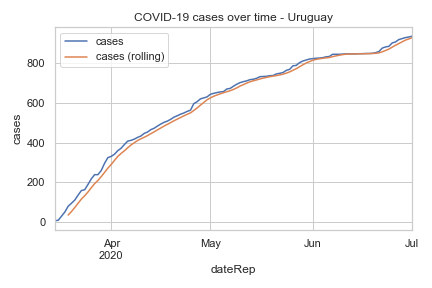 COVID-19 cases over time - Uruguay
cases
cases (rolling)
800
600
400
200
0
cases
Apr
2020
May
Jun
Jul
dateRep